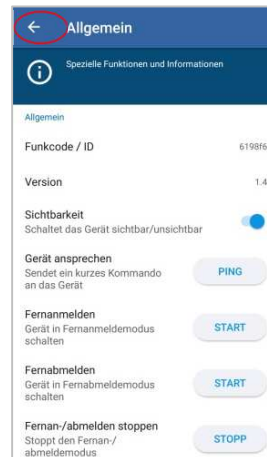 Allgemein
Spezielle Funktionen und Informationen
Allgemein
Funkcode / ID 6198f6
Version 1.4
Sichtbarkeit
Schaltet das Gerät sichtbar/unsichtbar
Gerät ansprechen
Sendet ein kurzes Kommando
an das Gerät
PING
Fernanmelden
Gerät in Fernanmeldemodus
schalten
START
Fernabmelden
Gerät in Fernabmeldemodus
schalten
START
Fernan-/abmelden stoppen
Stoppt den Fernan-/
abmeldemodus
STOPP